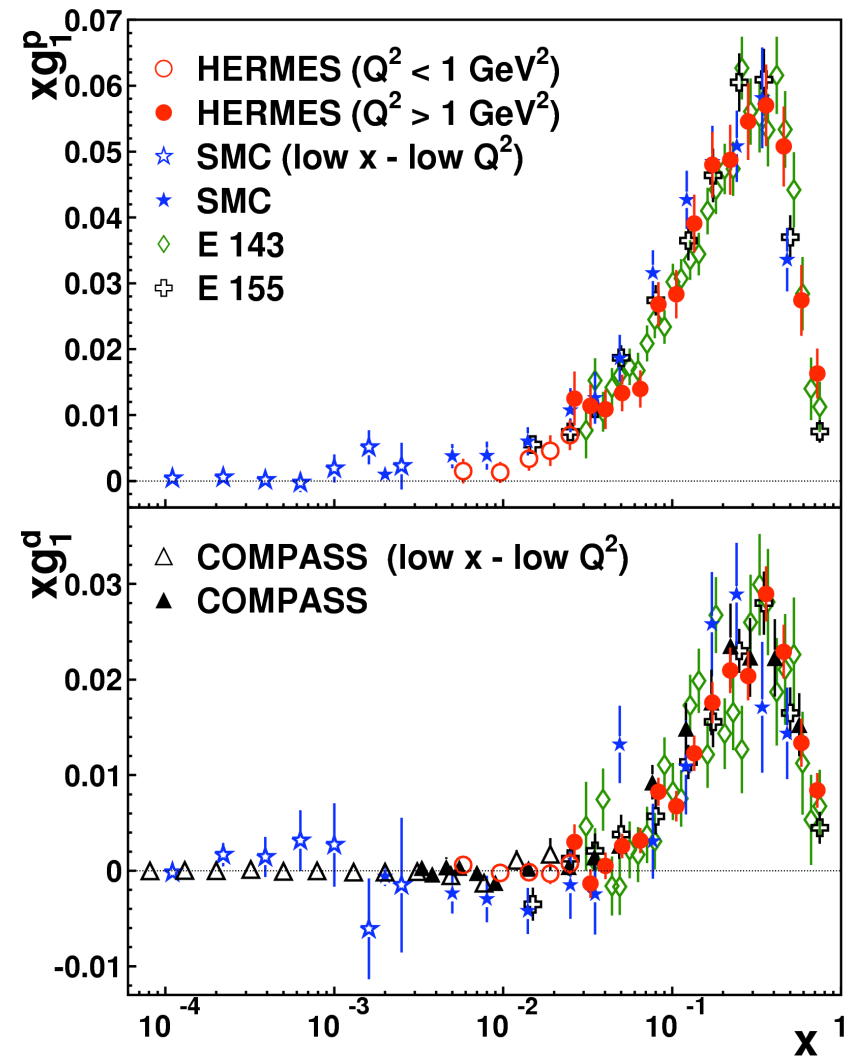 xg₁ᵖ
0.07
0.06
0.05
0.04
0.03
0.02
0.01
0
HERMES (Q² < 1 GeV²)
HERMES (Q² > 1 GeV²)
SMC (low x - low Q²)
SMC
E 143
E 155
xg₁ᵈ
0.03
0.02
0.01
0
-0.01
COMPASS (low x - low Q²)
COMPASS
10⁻⁴ 10⁻³ 10⁻² 10⁻¹ 1
x